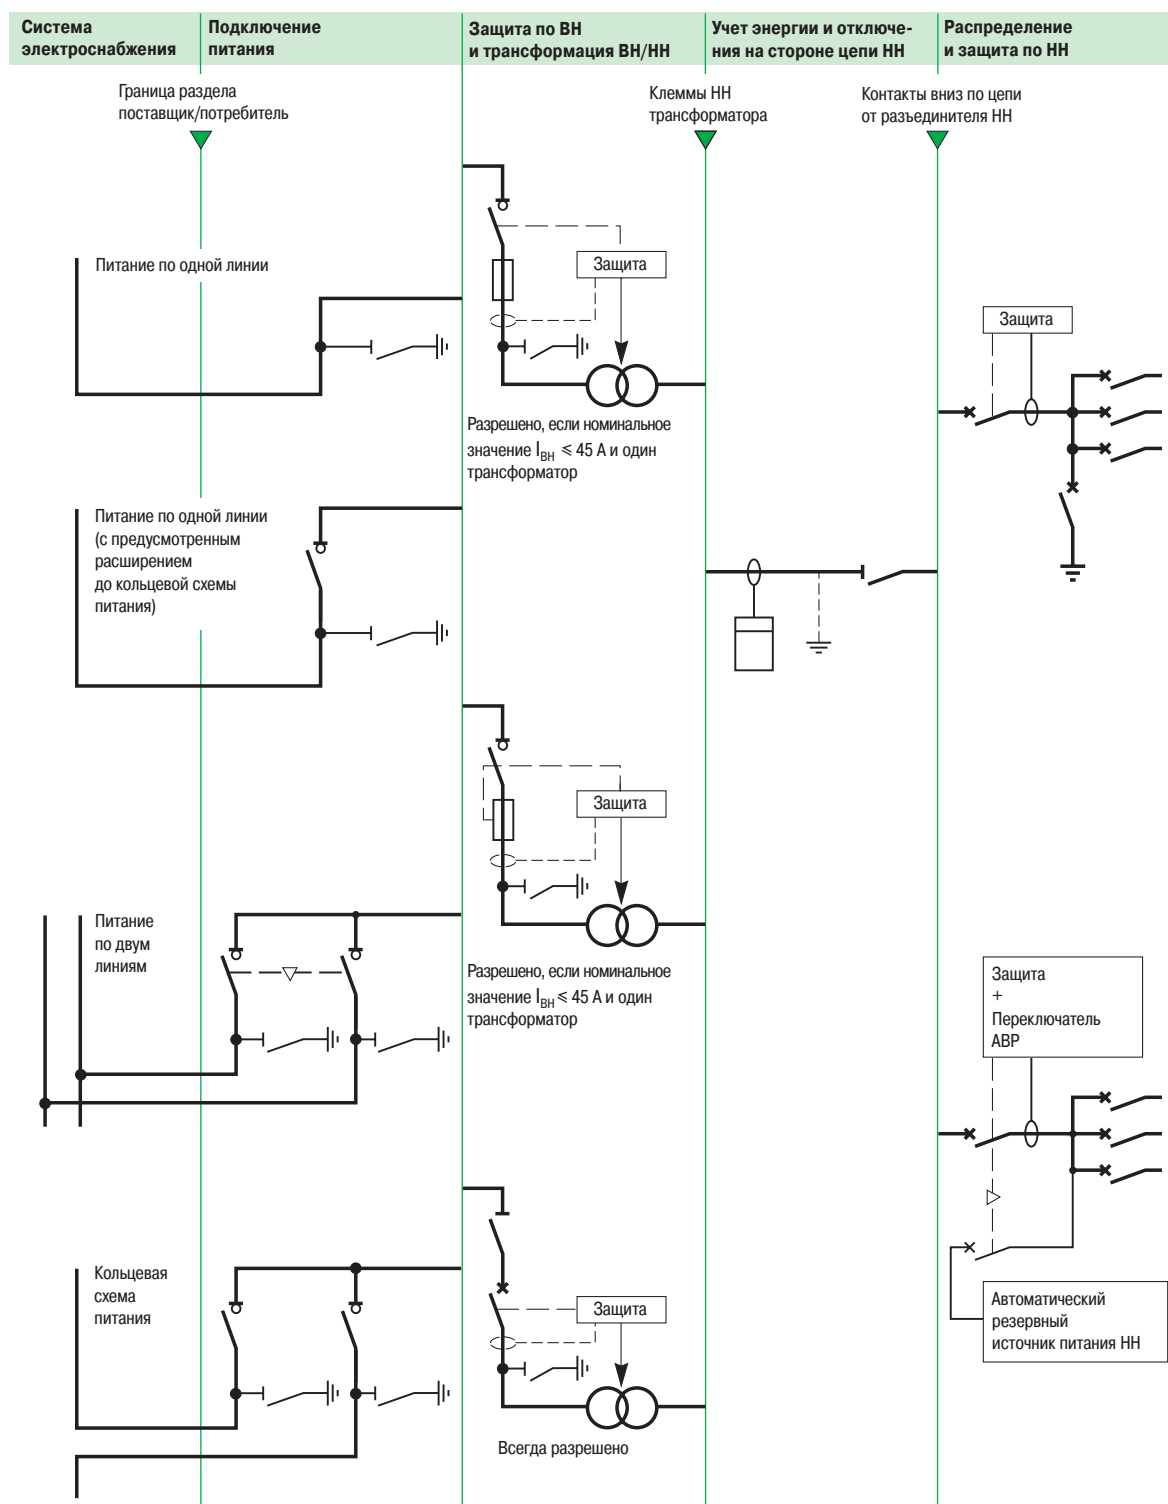 Система
электроснабжения
Подключение
питания
Защита по ВН
и трансформация ВН/НН
Учет энергии и отключе-
ния на стороне цепи НН
Распределение
и защита по НН
Граница раздела
поставщик/потребитель
Клеммы НН
трансформатора
Контакты вниз по цепи
от разъединителя НН
Питание по одной линии
Защита
Защита
Разрешено, если номинальное
значение IВН ⩽ 45 А и один
трансформатор
Питание по одной линии
(с предусмотренным
расширением
до кольцевой схемы
питания)
Защита
Питание
по двум
линиям
Разрешено, если номинальное
значение IВН ⩽ 45 А и один
трансформатор
Защита
+
Переключатель
АВР
Кольцевая
схема
питания
Защита
Автоматический
резервный
источник питания НН
Всегда разрешено